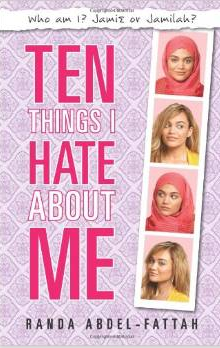 Who am I? Jamie or Jamilah?
TEN
THINGS I
HATE
ABOUT
ME
RANDA ABDEL-FATTAH